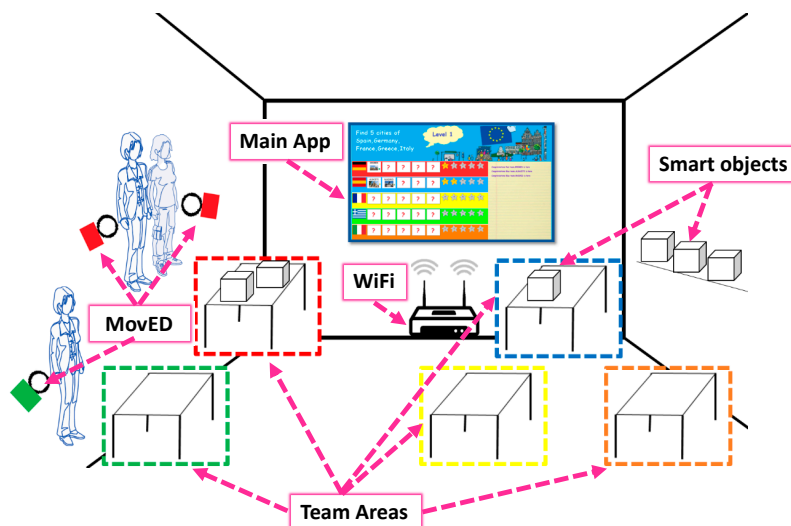 Find 5 cities of
Spain,Germany,
France,Greece,Italy
Level 1
Main App
Smart objects
? ? ? ?
? ? ?
? ? ? ? ?
? ? ? ? ?
? ? ? ? ?
WiFi
MovED
Team Areas